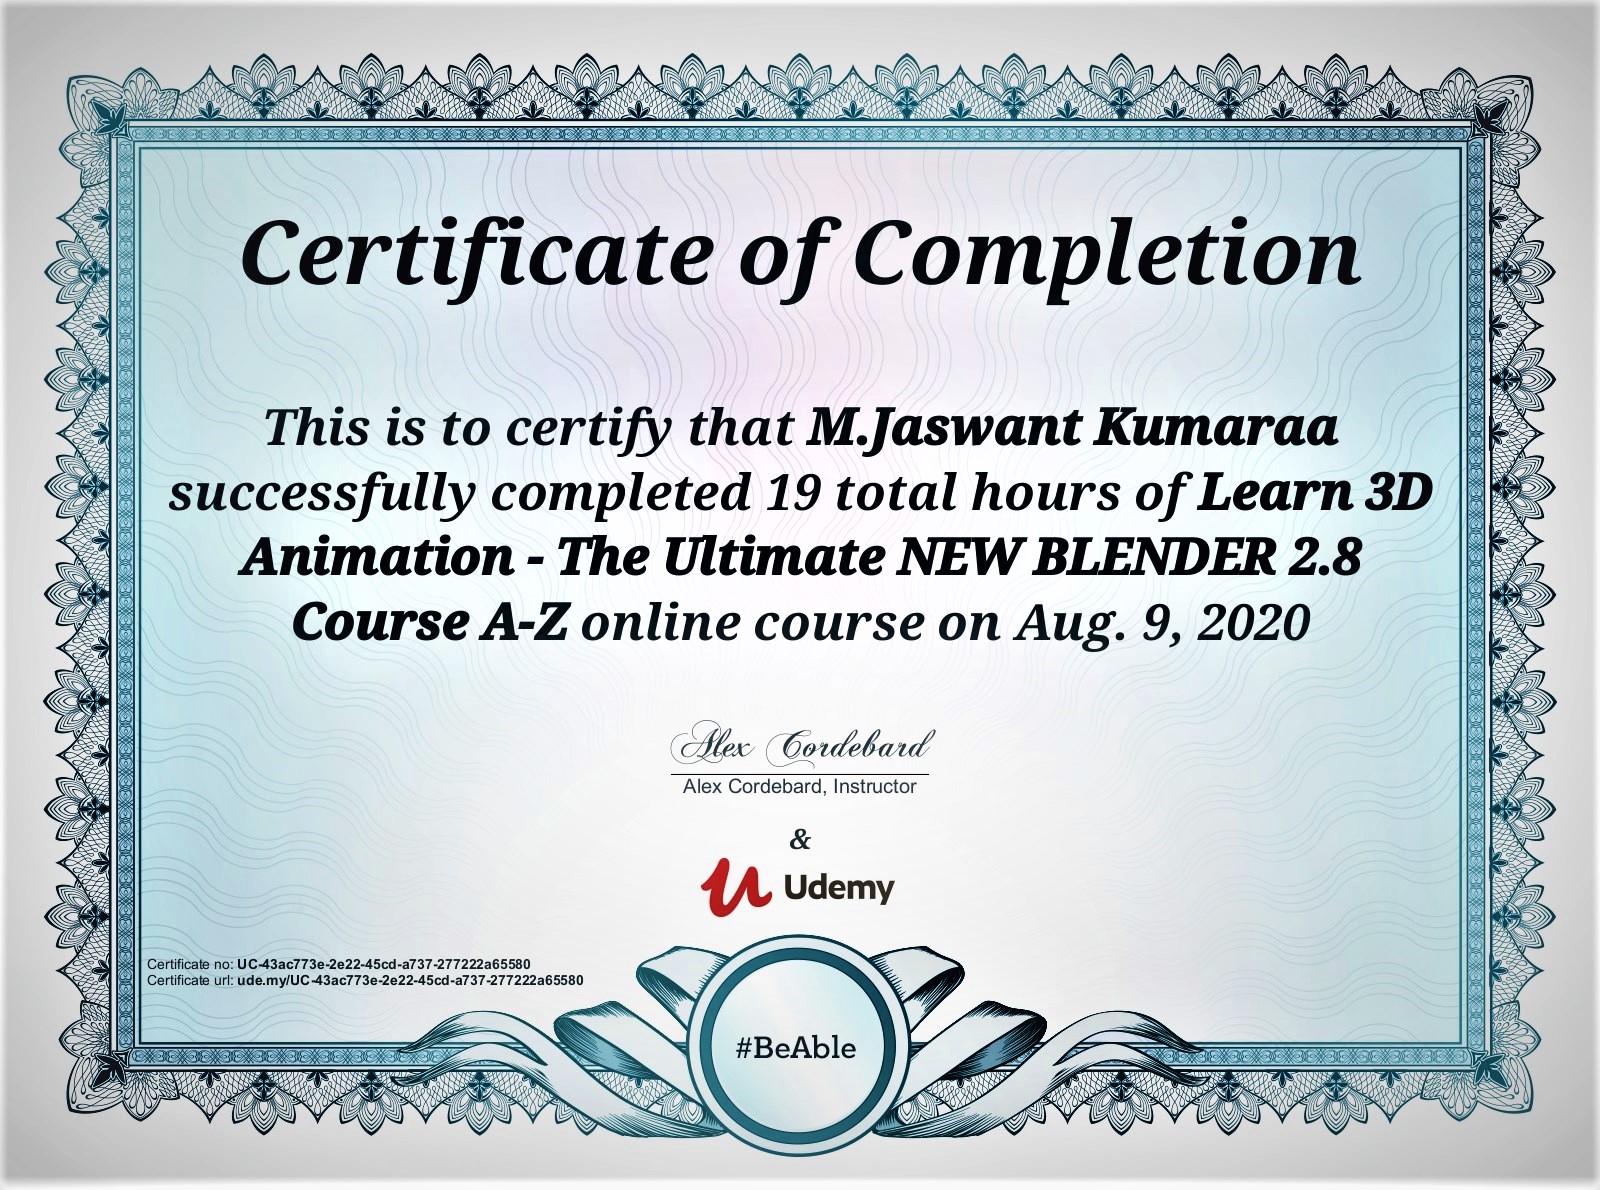 Certificate of Completion
This is to certify that M.Jaswant Kumaraa
successfully completed 19 total hours of Learn 3D
Animation - The Ultimate NEW BLENDER 2.8
Course A-Z online course on Aug. 9, 2020
Alex Cordebard
Alex Cordebard, Instructor
&
Udemy
Certificate no: UC-43ac773e-2e22-45cd-a737-277222a65580
Certificate url: ude.my/UC-43ac773e-2e22-45cd-a737-277222a65580
#BeAble